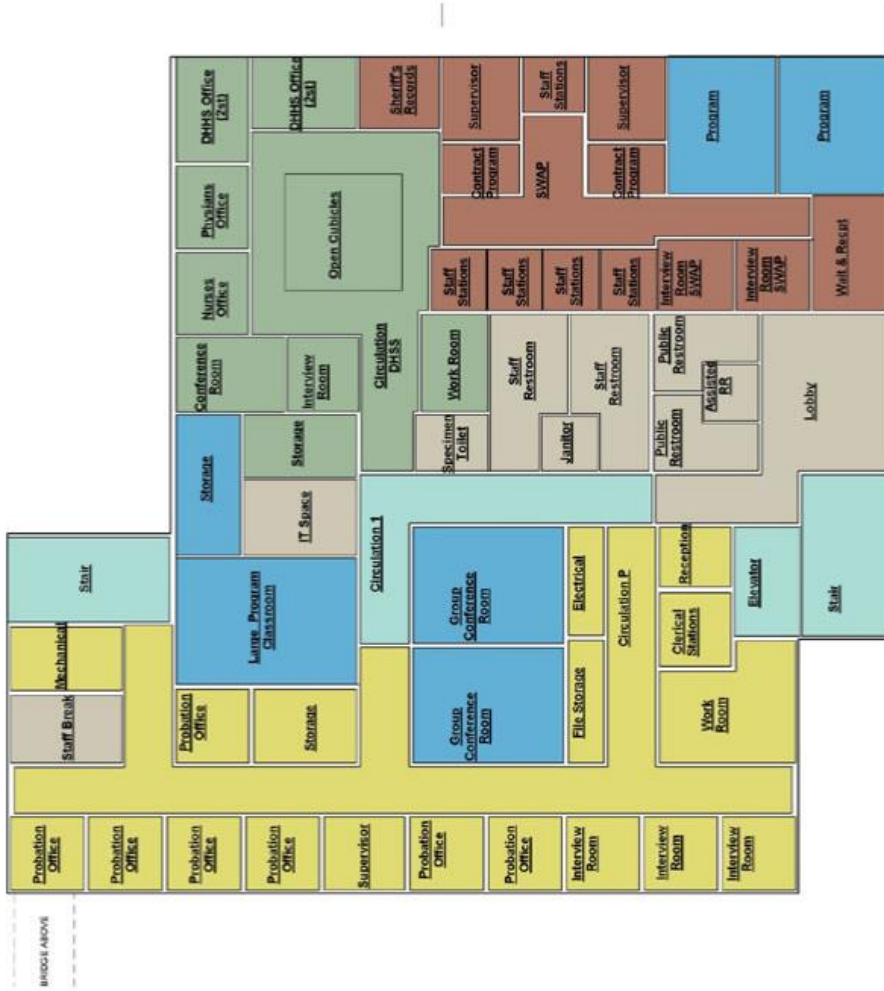 BRIDGE ABOVE
Interview
Room
Interview
Room
Interview
Room
Probation
Office
Probation
Office
Supervisor
Probation
Office
Probation
Office
Probation
Office
Probation
Office
Work
Room
File Storage
Group
Conference
Room
Storage
Probation
Office
Staff Break
Clerical
Stations
Mechanical
Circulation P
Large Program
Classroom
Stair
Elevator
Reception
Electrical
Group
Conference
Room
Stair
Circulation 1
IT Space
Storage
Lobby
Public
Restroom
Janitor
Specimen
Toilet
Storage
Assisted
RR
Public
Restroom
Staff
Restroom
Staff
Restroom
Work Room
Circulation
DHSS
Interview
Room
Conference
Room
Wait & Recpt
Interview
Room
SWAP
Interview
Room
SWAP
Staff
Stations
Staff
Stations
Staff
Stations
Staff
Stations
Nurses
Office
Open Cubicles
Physians
Office
SWAP
Contract
Program
Contract
Program
Program
Program
Supervisor
Staff
Stations
Supervisor
Sheriff's
Records
DHHS Office
(2st)
DHHS Office
(2st)